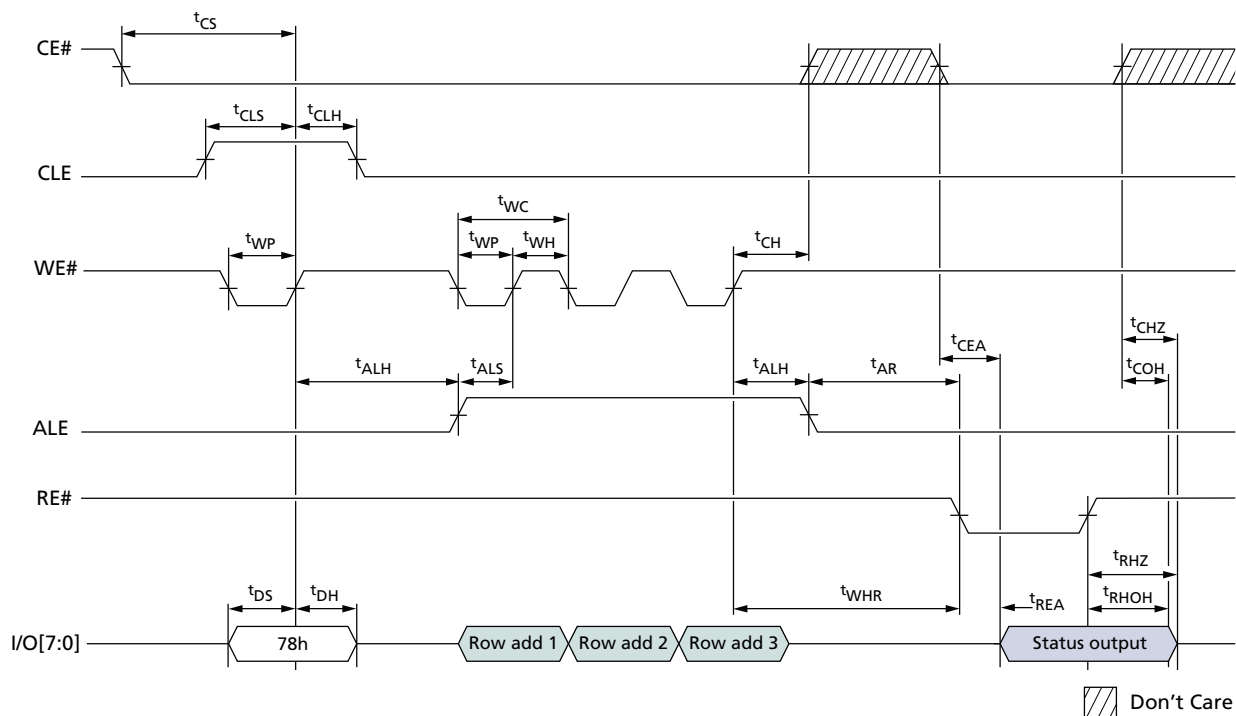 tCS
CE#
tCLS tCLH
CLE
tWC
tWP tWP tWH tCH
WE#
tCHZ
tCEA
tCOH
tALH tALS tALH tAR
ALE
RE#
tRHZ
tDS tDH tWHR tREA tRHOH
I/O[7:0] 78h Row add 1 Row add 2 Row add 3 Status output
Don't Care